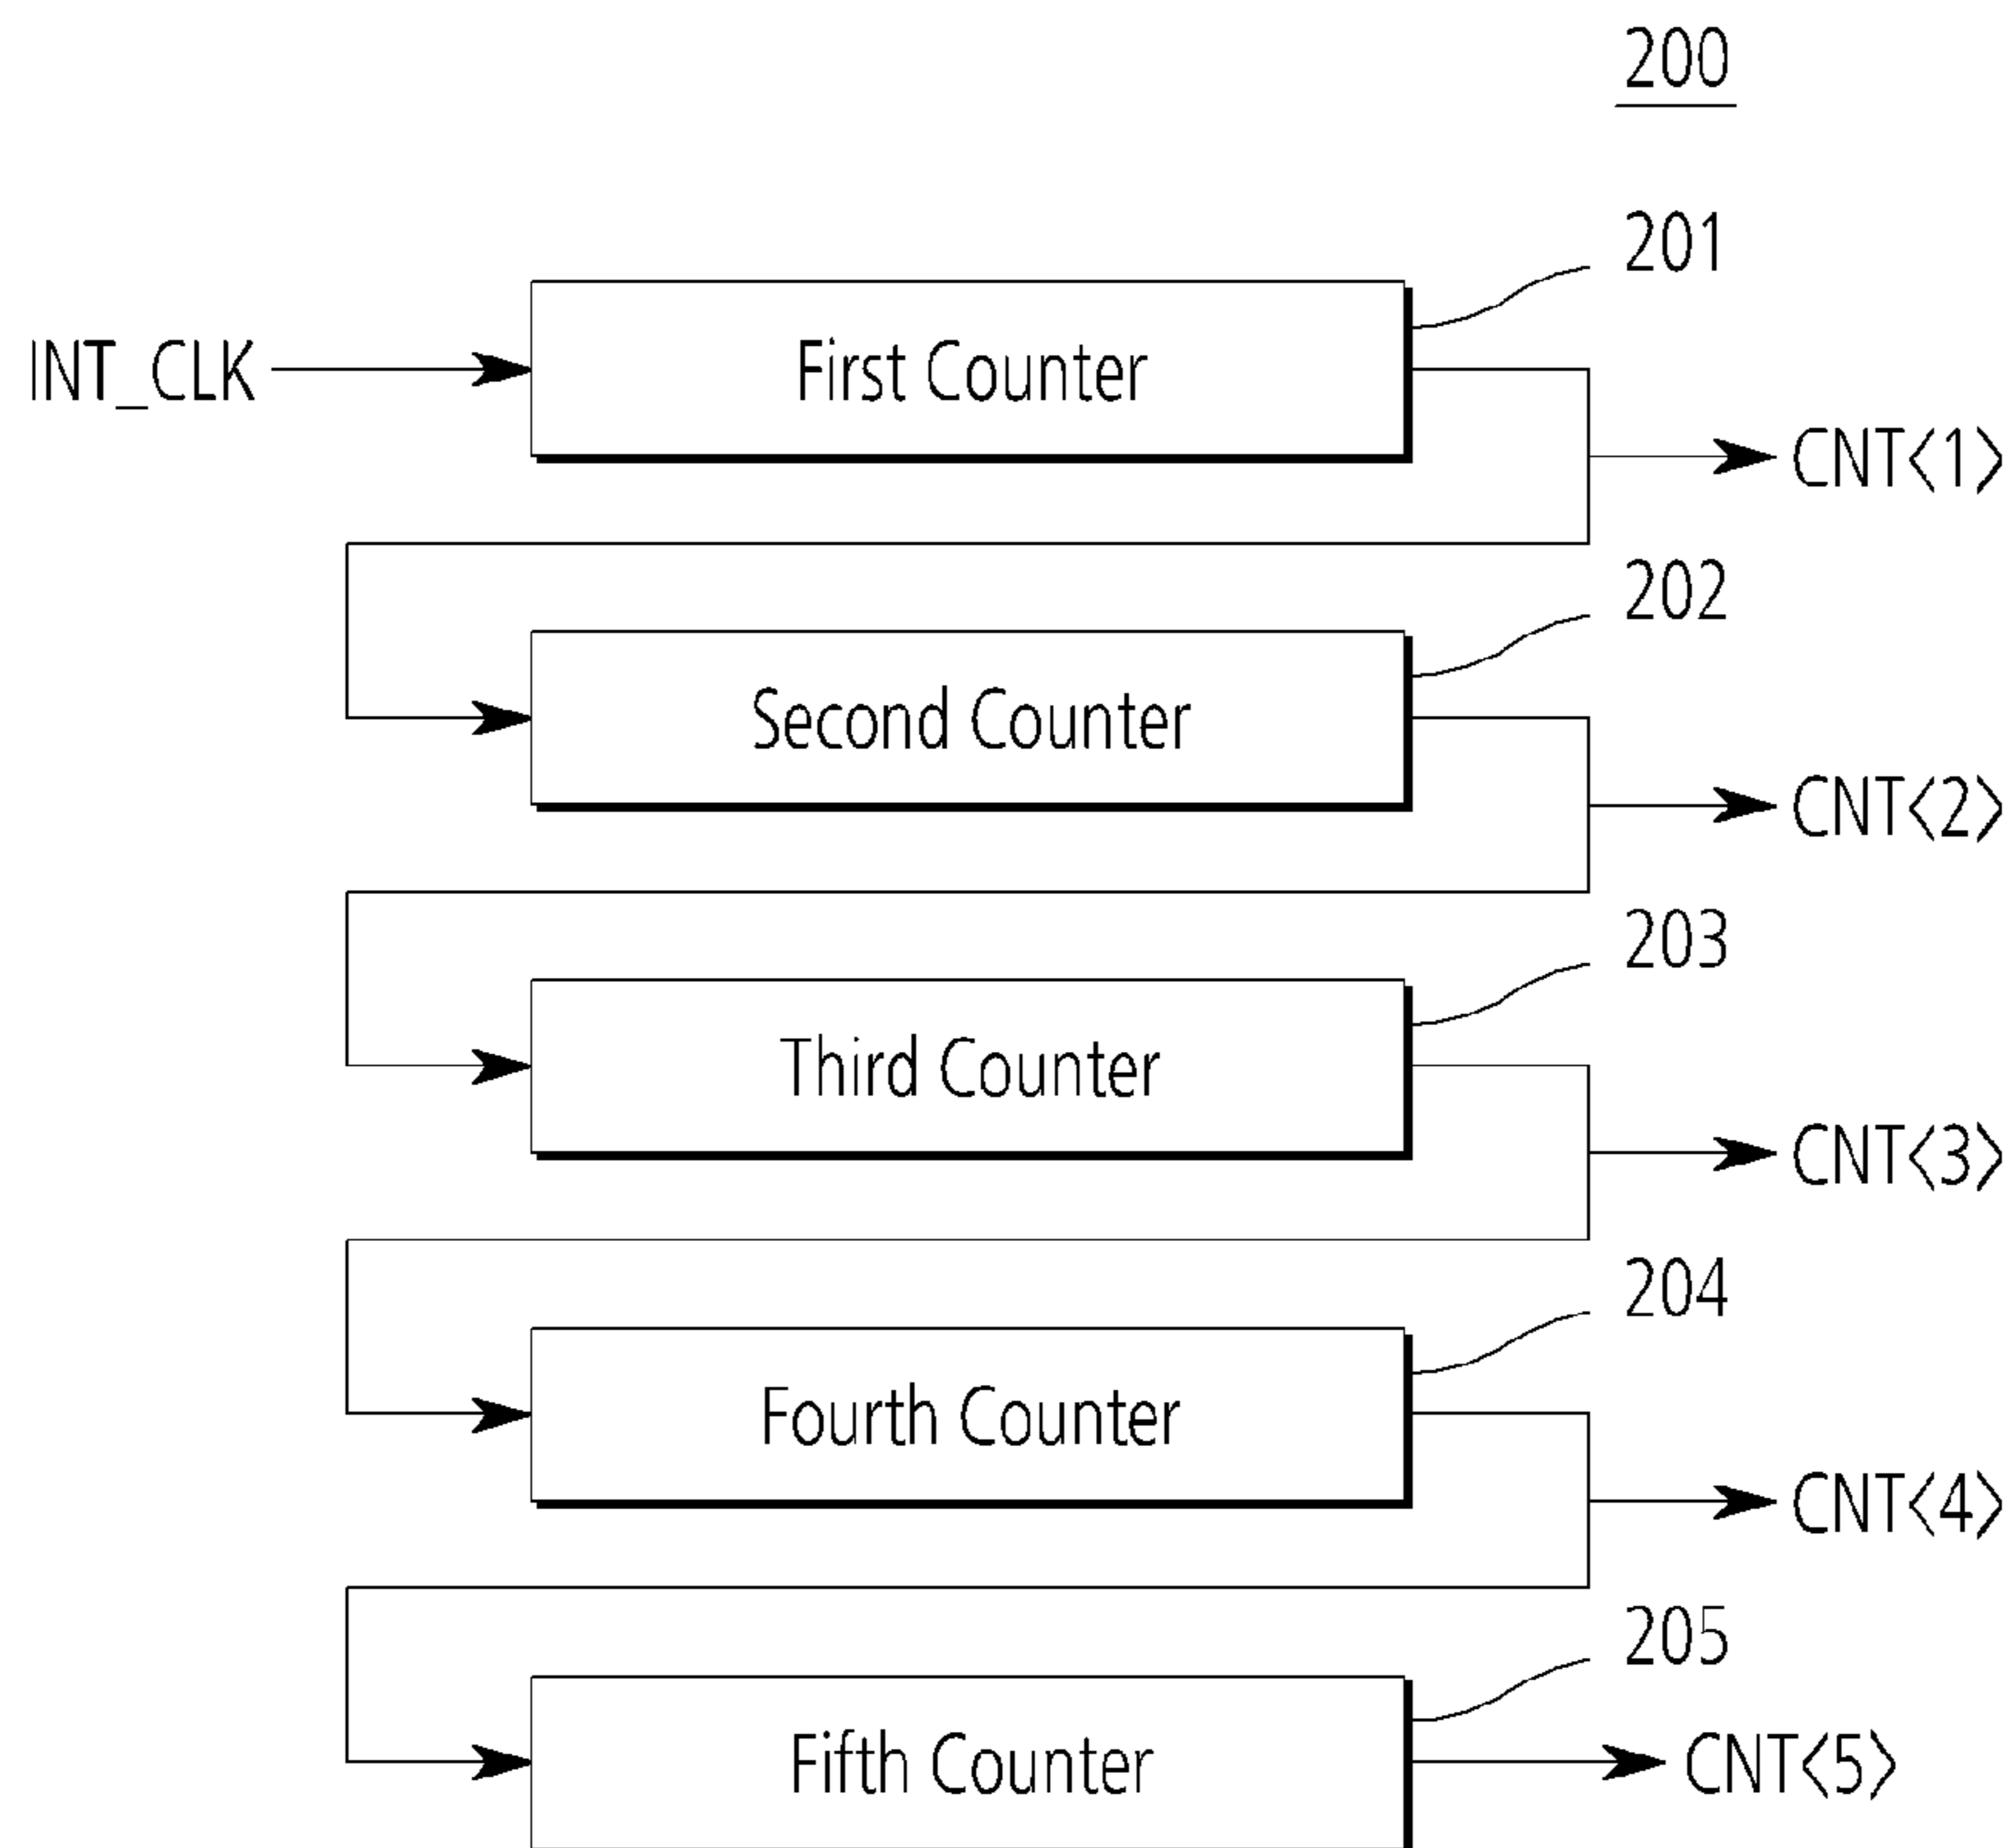 200
201
INT_CLK
First Counter
CNT<1>
202
Second Counter
CNT<2>
203
Third Counter
CNT<3>
204
Fourth Counter
CNT<4>
205
Fifth Counter
CNT<5>